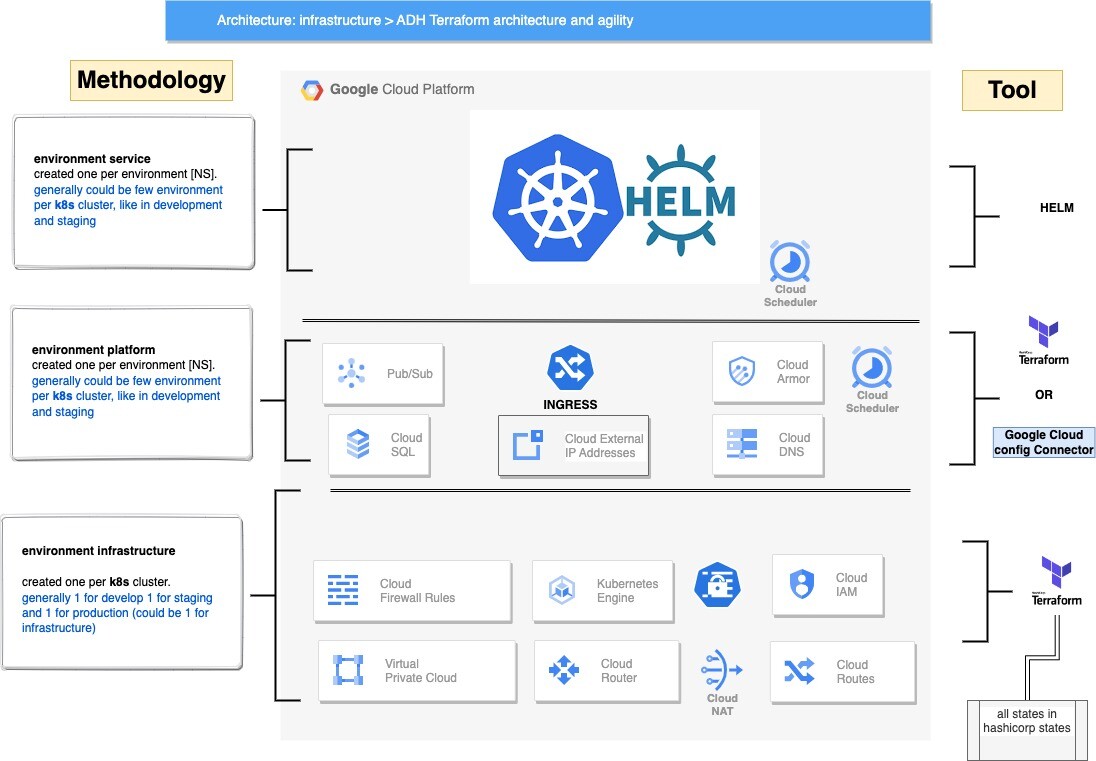 Architecture: infrastructure > ADH Terraform architecture and agility
Methodology
Google Cloud Platform
Tool
environment service
created one per environment [NS].
generally could be few environment
per k8s cluster, like in development
and staging
HELM
Cloud
Scheduler
HELM
environment platform
created one per environment [NS].
generally could be few environment
per k8s cluster, like in development
and staging
Pub/Sub
INGRESS
Cloud
Armor
Cloud
Scheduler
Cloud
SQL
Cloud External
IP Addresses
Cloud
DNS
Terraform
OR
Google Cloud
config Connector
environment infrastructure
created one per k8s cluster.
generally 1 for develop 1 for staging
and 1 for production (could be 1 for
infrastructure)
Cloud
Firewall Rules
Kubernetes
Engine
Cloud
IAM
Virtual
Private Cloud
Cloud
Router
Cloud
NAT
Cloud
Routes
Terraform
all states in
hashicorp states